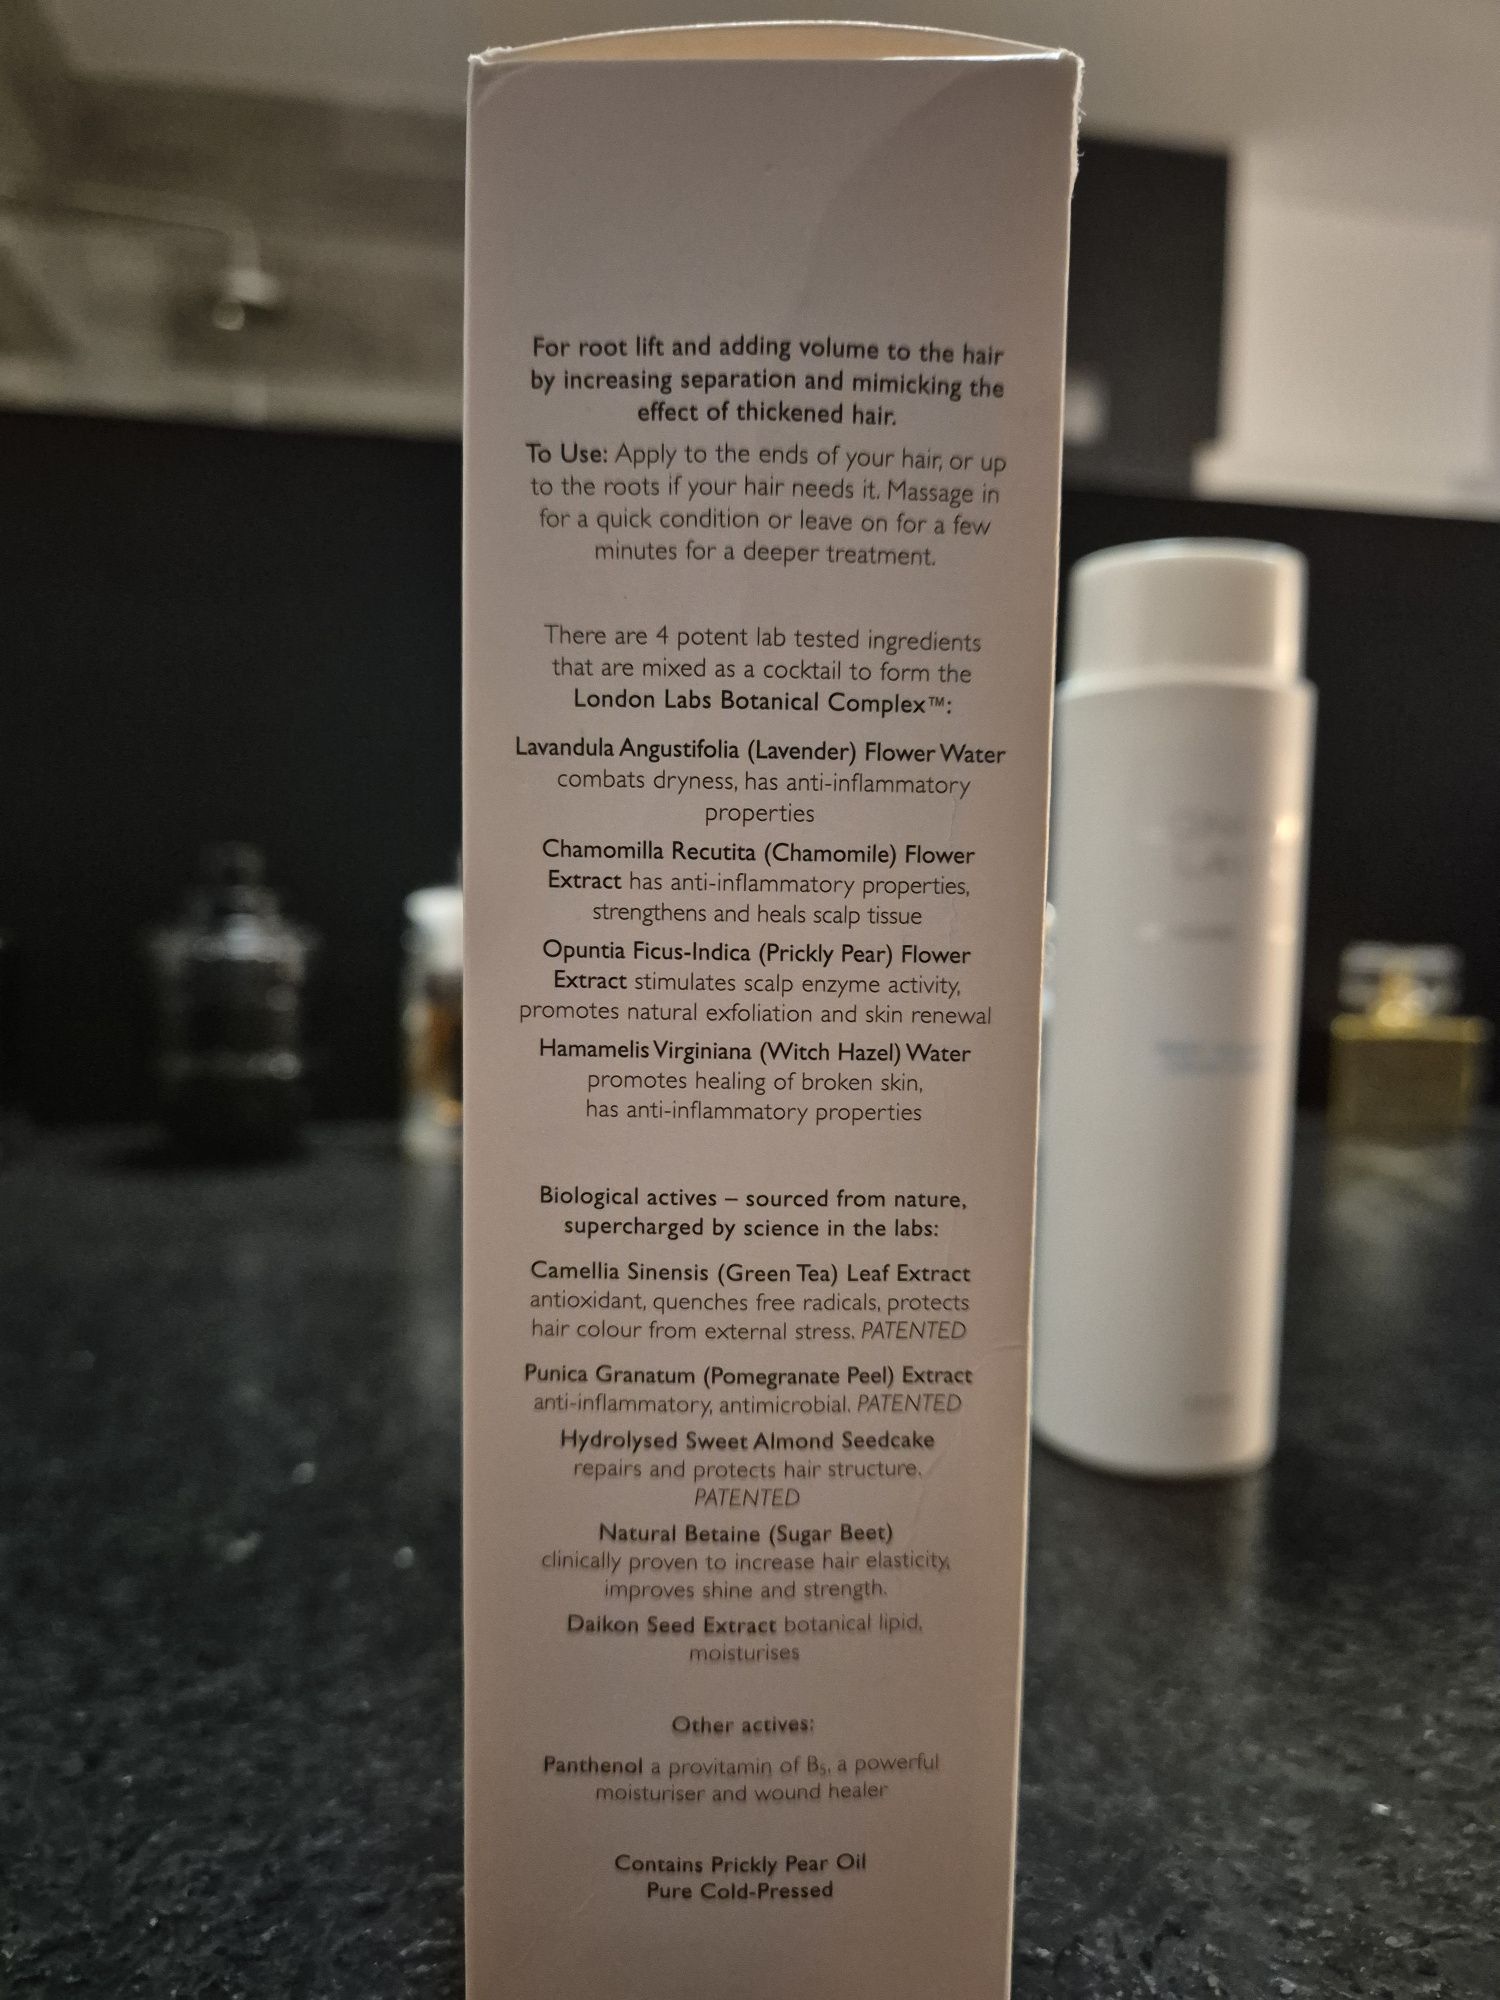 For root lift and adding volume to the hair
by increasing separation and mimicking the
effect of thickened hair.
To Use: Apply to the ends of your hair, or up
to the roots if your hair needs it. Massage in
for a quick condition or leave on for a few
minutes for a deeper treatment.
There are 4 potent lab tested ingredients
that are mixed as a cocktail to form the
London Labs Botanical Complex™:
Lavandula Angustifolia (Lavender) Flower Water
combats dryness, has anti-inflammatory
properties
Chamomilla Recutita (Chamomile) Flower
Extract has anti-inflammatory properties,
strengthens and heals scalp tissue
Opuntia Ficus-Indica (Prickly Pear) Flower
Extract stimulates scalp enzyme activity,
promotes natural exfoliation and skin renewal
Hamamelis Virginiana (Witch Hazel) Water
promotes healing of broken skin,
has anti-inflammatory properties
Biological actives – sourced from nature,
supercharged by science in the labs:
Camellia Sinensis (Green Tea) Leaf Extract
antioxidant, quenches free radicals, protects
hair colour from external stress. PATENTED
Punica Granatum (Pomegranate Peel) Extract
anti-inflammatory, antimicrobial. PATENTED
Hydrolysed Sweet Almond Seedcake
repairs and protects hair structure.
PATENTED
Natural Betaine (Sugar Beet)
clinically proven to increase hair elasticity,
improves shine and strength.
Daikon Seed Extract botanical lipid,
moisturises
Other actives:
Panthenol a provitamin of B₅, a powerful
moisturiser and wound healer
Contains Prickly Pear Oil
Pure Cold-Pressed